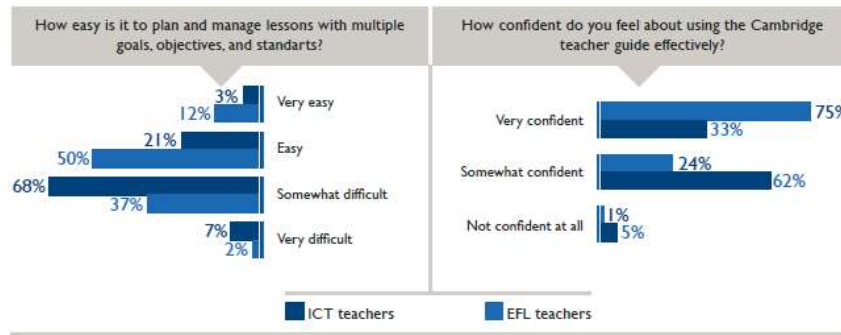 How easy is it to plan and manage lessons with multiple
goals, objectives, and standarts?
3%
Very easy
12%
21%
Easy
50%
68%
Somewhat difficult
37%
7%
Very difficult
2%
How confident do you feel about using the Cambridge
teacher guide effectively?
75%
Very confident
33%
24%
Somewhat confident
62%
1%
Not confident at all
5%
ICT teachers
EFL teachers